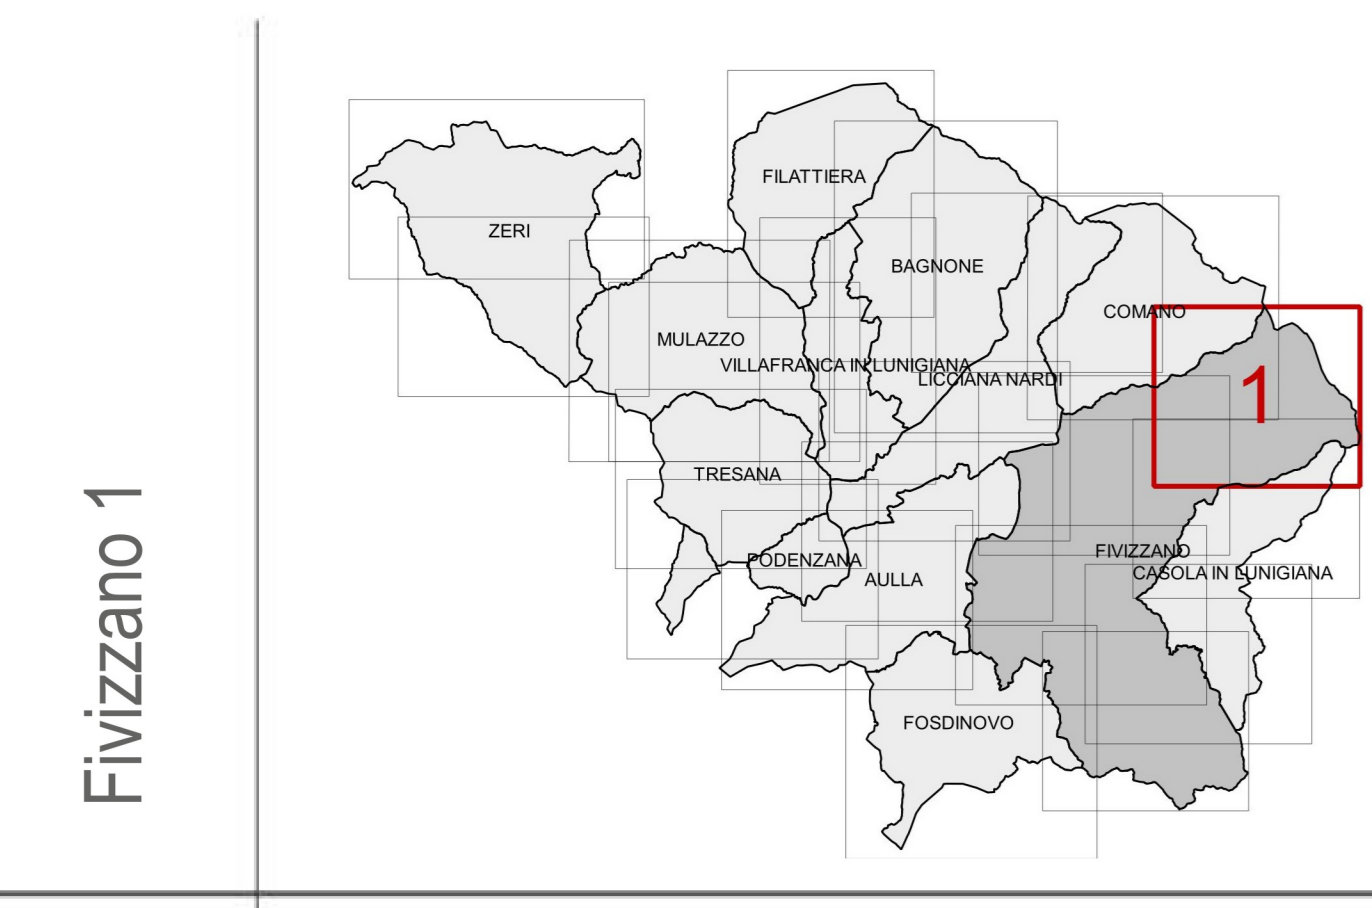 Fivizzano 1
FILATTIERA
ZERI
BAGNONE
COMANO
MULAZZO
VILLAFRANCA IN LUNIGIANA
LICCIANA NARDI
1
TRESANA
PODENZANA
AULLA
FIVIZZANO
CASOLA IN LUNIGIANA
FOSDINOVO